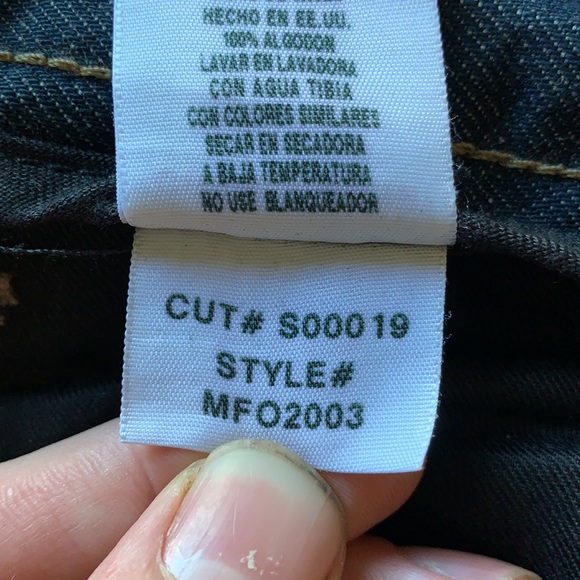 HECHO EN EE.UU.
100% ALGODON
LAVAR EN LAVADORA
CON AGUA TIBIA
CON COLORES SIMILARES
SECAR EN SECADORA
A BAJA TEMPERATURA
NO USE BLANQUEADOR
CUT# S00019
STYLE#
MFO2003